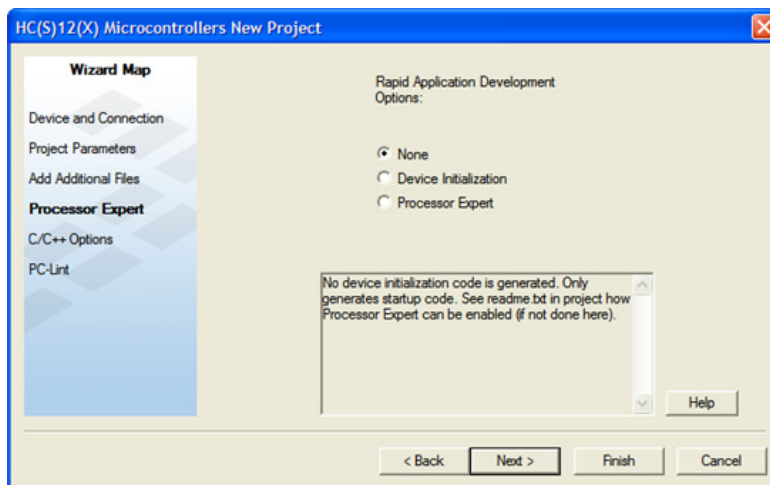 HC(S)12(X) Microcontrollers New Project
Wizard Map
Device and Connection
Project Parameters
Add Additional Files
Processor Expert
C/C++ Options
PC-Lint
Rapid Application Development
Options:
None
Device Initialization
Processor Expert
No device initialization code is generated. Only
generates startup code. See readme.txt in project how
Processor Expert can be enabled (if not done here).
Help
< Back
Next >
Finish
Cancel